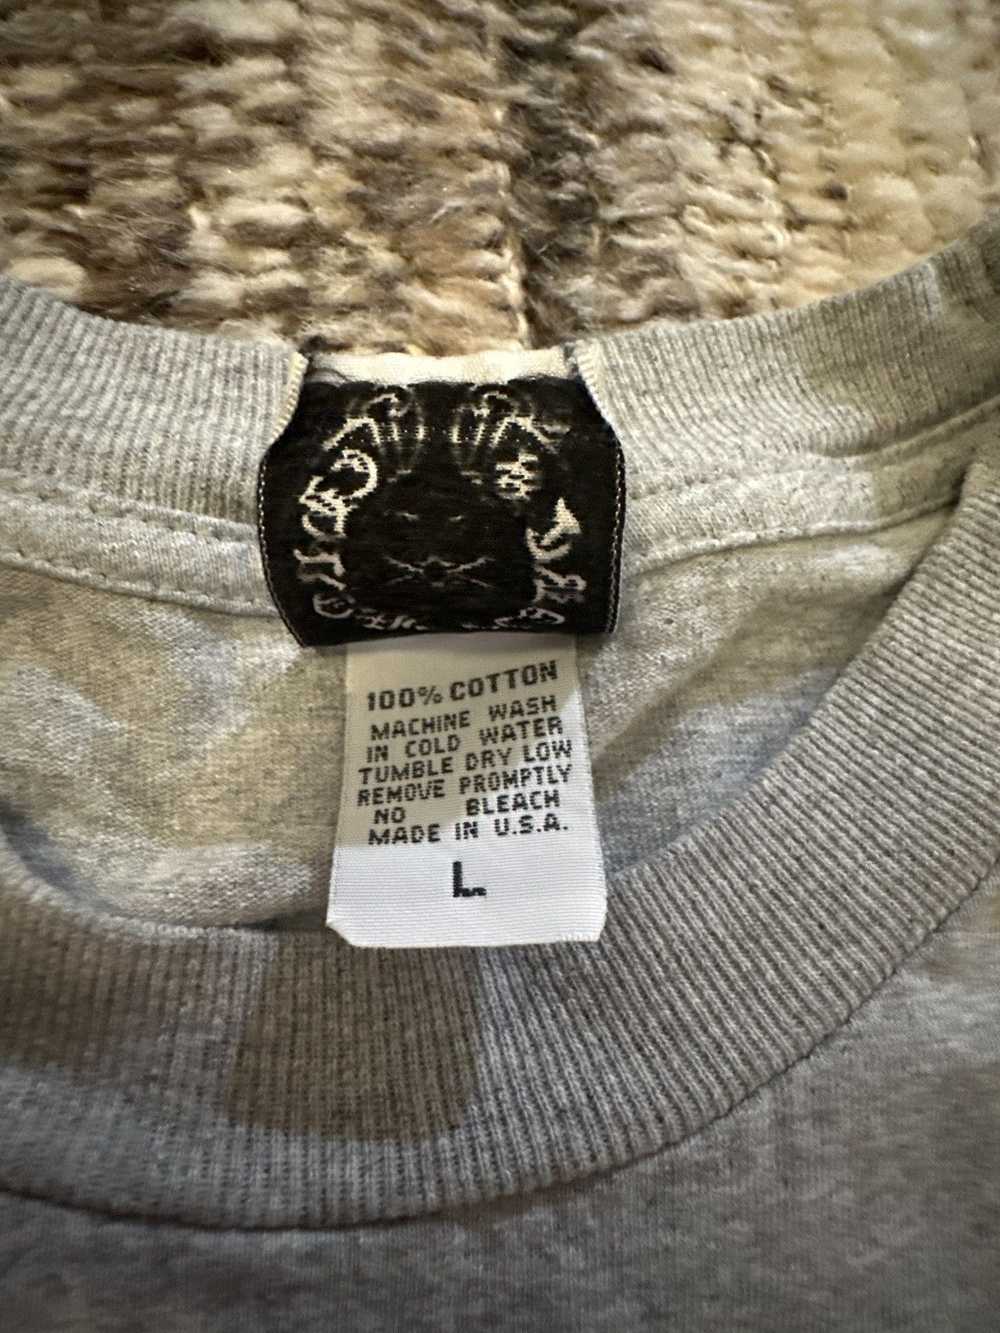 100% COTTON
MACHINE WASH
IN COLD WATER
TUMBLE DRY LOW
REMOVE PROMPTLY
NO BLEACH
MADE IN U.S.A.
L